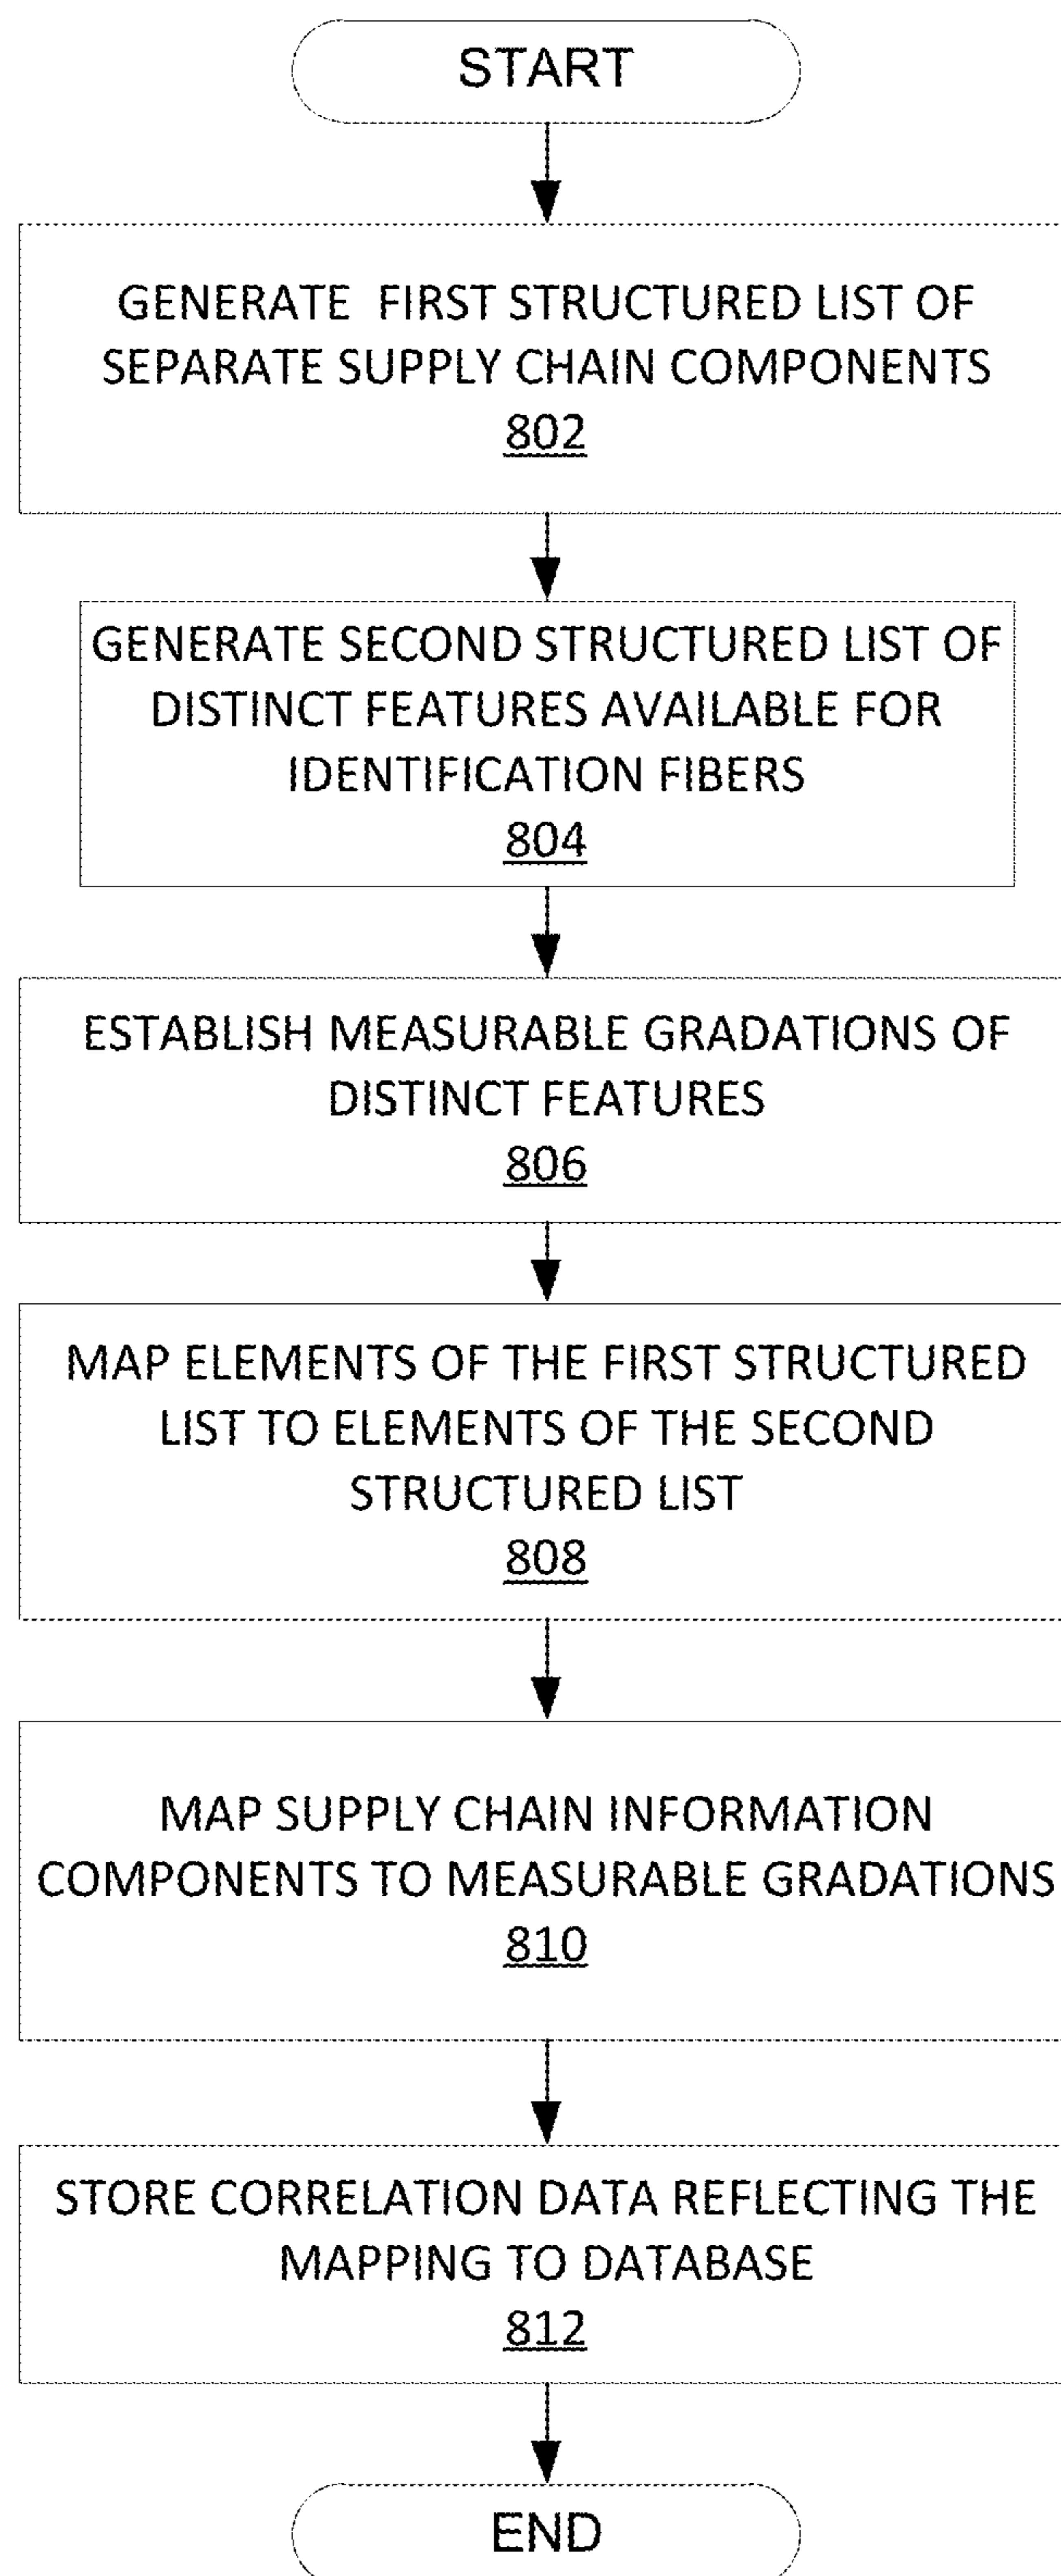 START
GENERATE FIRST STRUCTURED LIST OF
SEPARATE SUPPLY CHAIN COMPONENTS
802
GENERATE SECOND STRUCTURED LIST OF
DISTINCT FEATURES AVAILABLE FOR
IDENTIFICATION FIBERS
804
ESTABLISH MEASURABLE GRADATIONS OF
DISTINCT FEATURES
806
MAP ELEMENTS OF THE FIRST STRUCTURED
LIST TO ELEMENTS OF THE SECOND
STRUCTURED LIST
808
MAP SUPPLY CHAIN INFORMATION
COMPONENTS TO MEASURABLE GRADATIONS
810
STORE CORRELATION DATA REFLECTING THE
MAPPING TO DATABASE
812
END